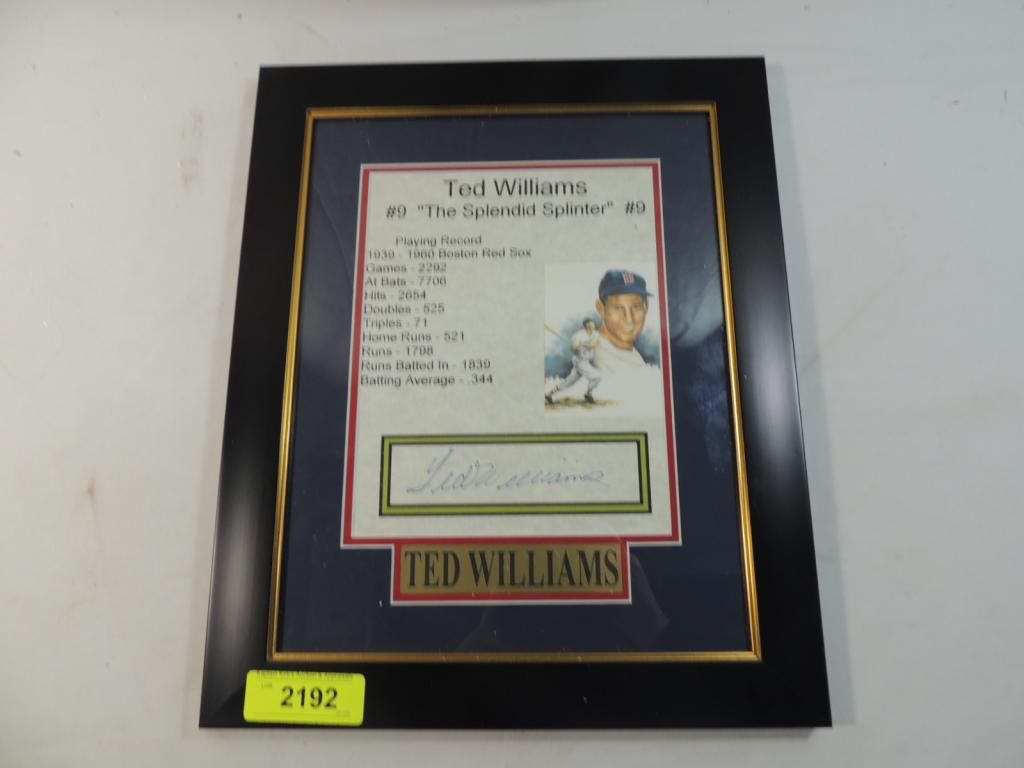 Ted Williams
#9 "The Splendid Splinter" #9
Playing Record
1939 - 1960 Boston Red Sox
Games - 2292
At Bats - 7706
Hits - 2654
Doubles - 525
Triples - 71
Home Runs - 521
Runs - 1798
Runs Batted In - 1839
Batting Average - .344
B
Ted Williams
TED WILLIAMS
Lot
2192